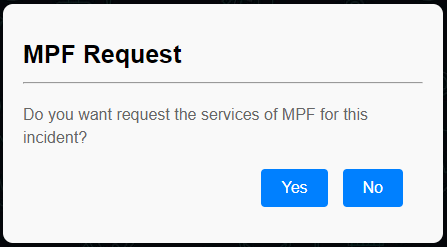 MPF Request
Do you want request the services of MPF for this
incident?
Yes No